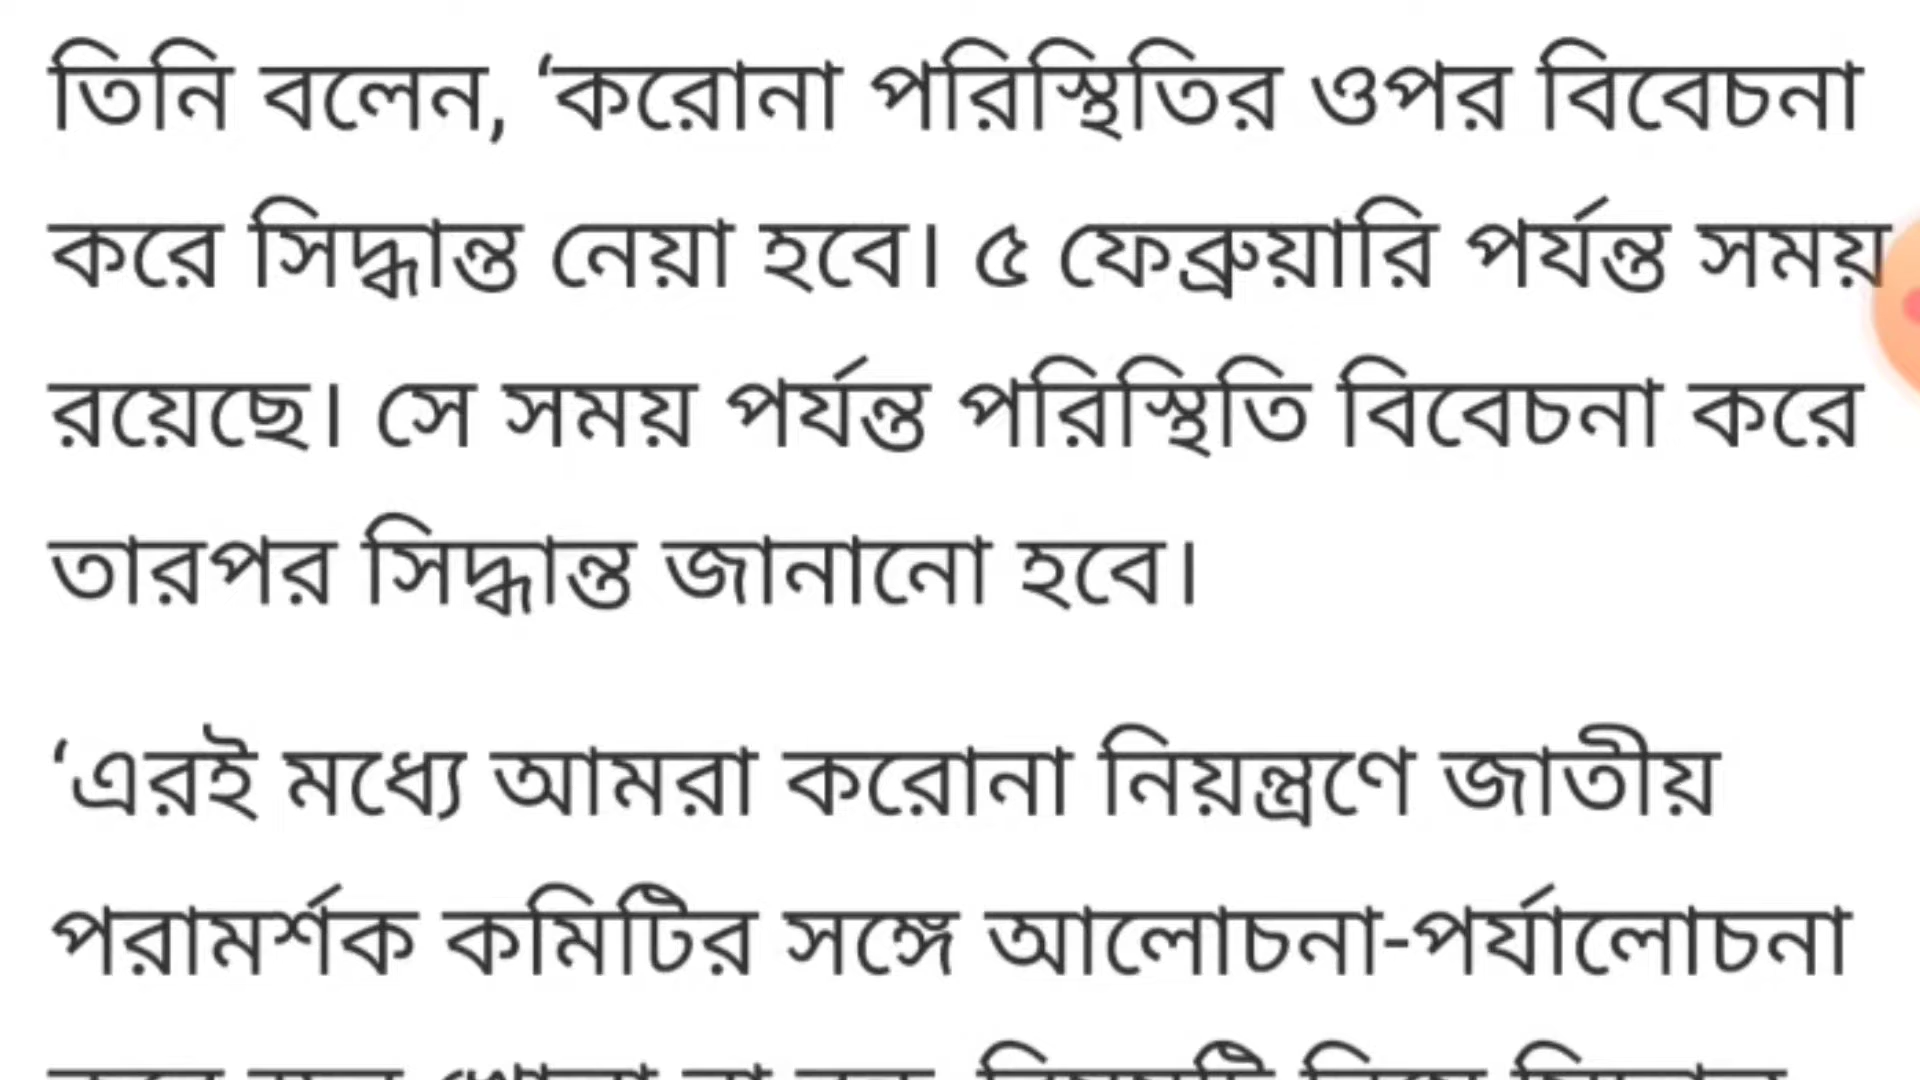 তিনি বলেন, ‘করোনা পরিস্থিতির ওপর বিবেচনা
করে সিদ্ধান্ত নেয়া হবে। ৫ ফেব্রুয়ারি পর্যন্ত সময়
রয়েছে। সে সময় পর্যন্ত পরিস্থিতি বিবেচনা করে
তারপর সিদ্ধান্ত জানানো হবে।
‘এরই মধ্যে আমরা করোনা নিয়ন্ত্রণে জাতীয়
পরামর্শক কমিটির সঙ্গে আলোচনা-পর্যালোচনা